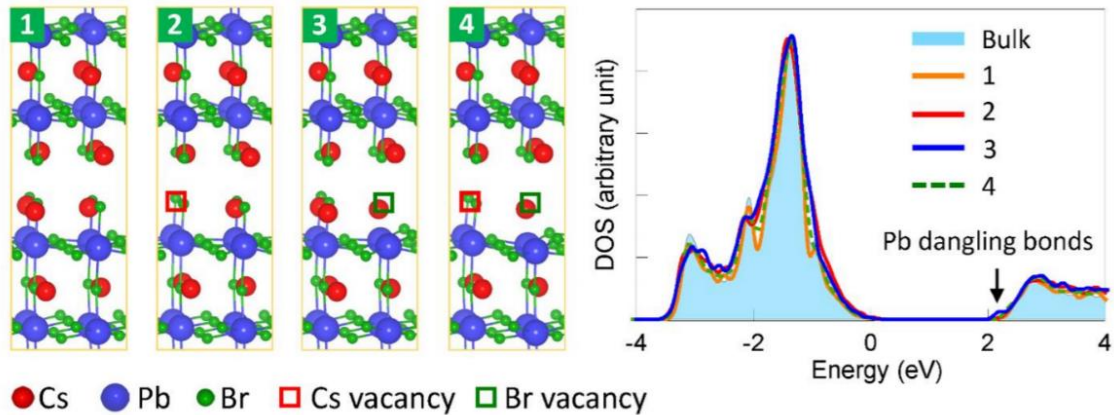 1 2 3 4
Cs Pb Br Cs vacancy Br vacancy
DOS (arbitrary unit)
Bulk
1
2
3
4
Pb dangling bonds
-4 -2 0 2 4
Energy (eV)